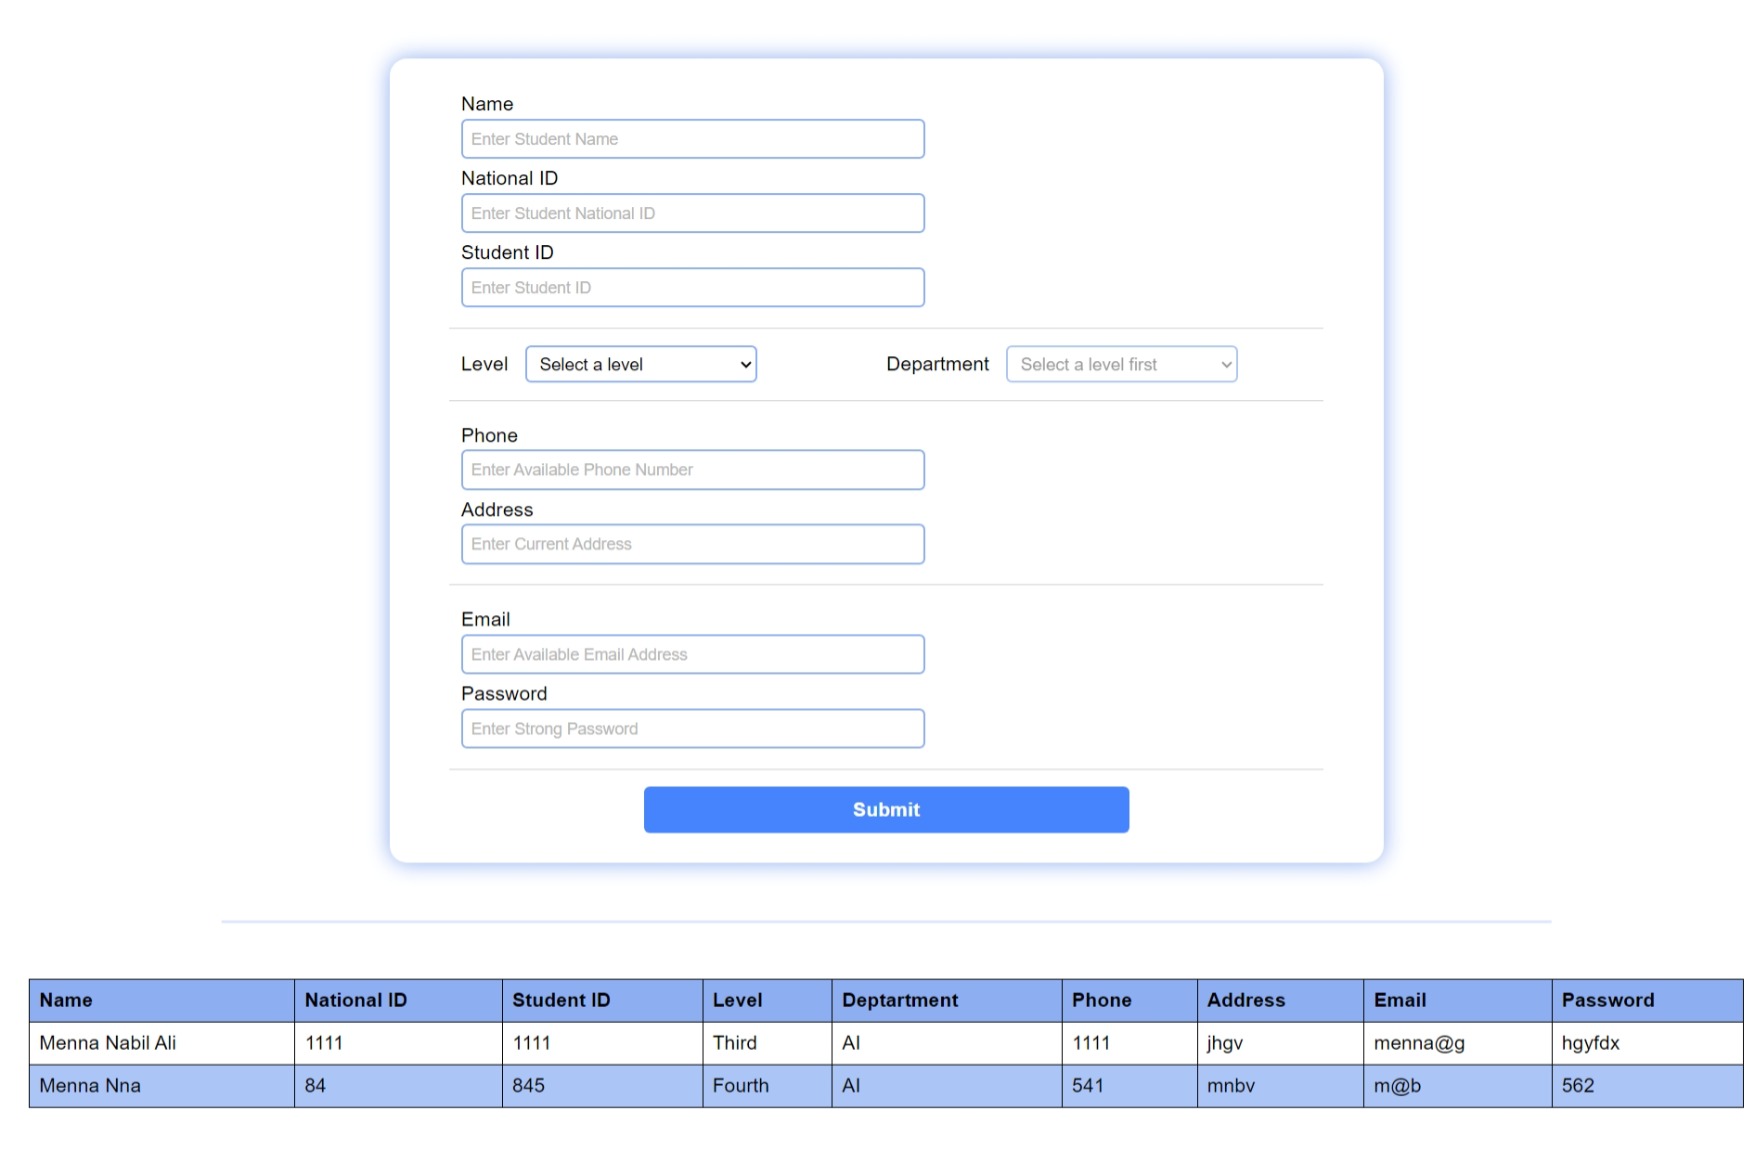 Name
Enter Student Name
National ID
Enter Student National ID
Student ID
Enter Student ID
Level Select a level Department Select a level first
Phone
Enter Available Phone Number
Address
Enter Current Address
Email
Enter Available Email Address
Password
Enter Strong Password
Submit
Name National ID Student ID Level Deptartment Phone Address Email Password
Menna Nabil Ali 1111 1111 Third AI 1111 jhgv menna@g hgyfdx
Menna Nna 84 845 Fourth AI 541 mnbv m@b 562